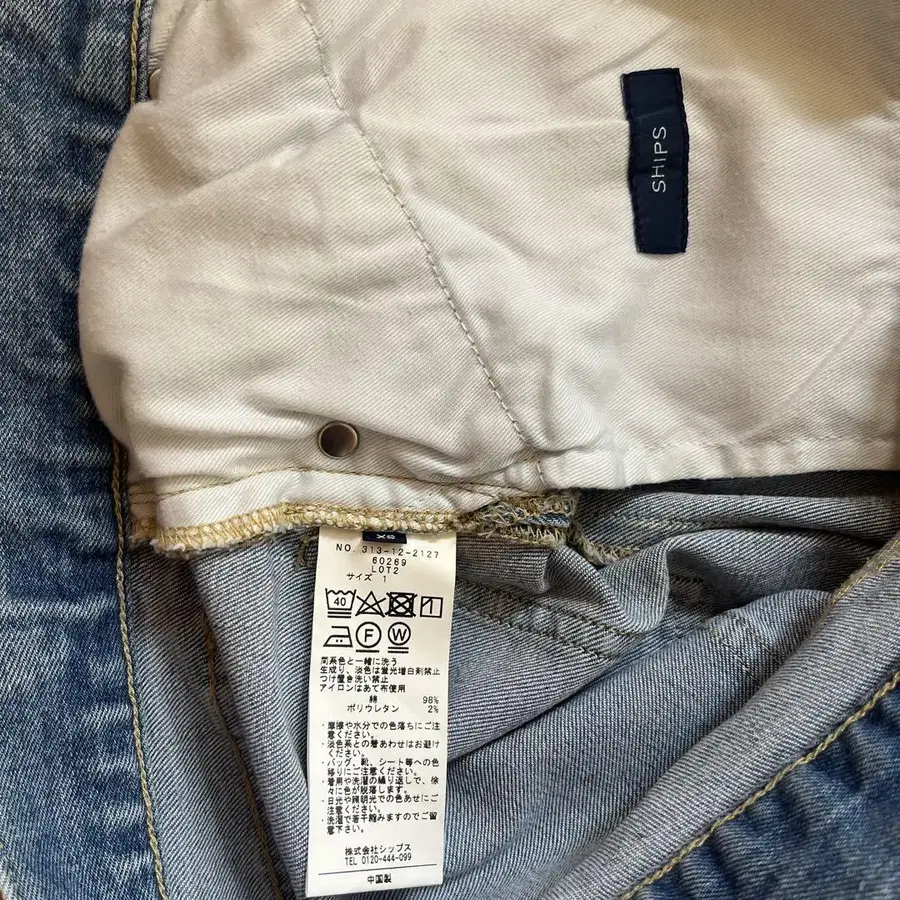 SHIPS
NO. 313-12-2127
60269
LOT2
サイズ 1
40
F W
同系色と一緒に洗う
生成り、淡色は蛍光増白剤禁止
つけ置き洗い禁止
アイロンはあて布使用
綿 98%
ポリウレタン 2%
・摩擦や水分での色落ちにご注
意ください。
・淡色系との着あわせはお避け
ください。
・バッグ、靴、シート等への色
移りにご注意ください。
・着用や洗濯の繰り返しで、徐
々に色が脱落します。
・日光や照明光での色あせにご
注意ください。
・洗濯で若干縮みますのでご留
意下さい。
株式会社シップス
TEL 0120-444-099
中国製